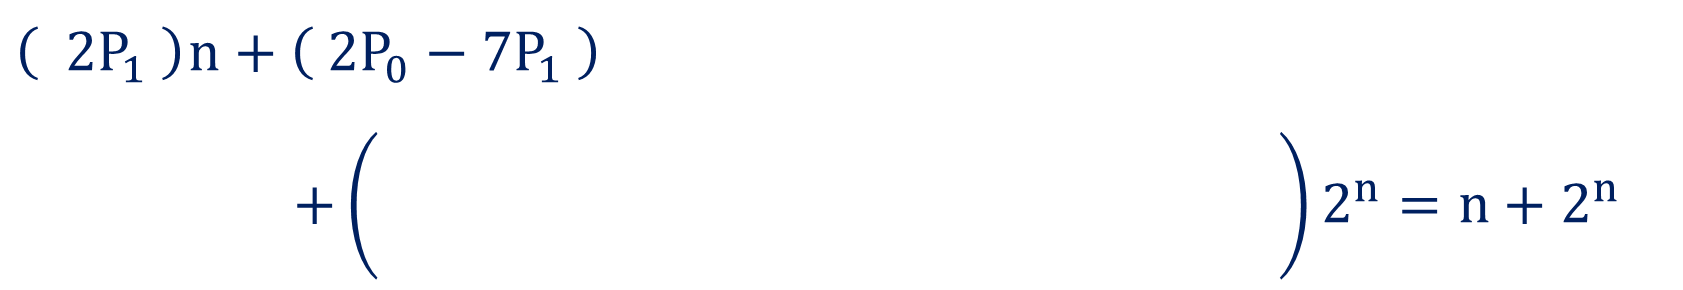 ( 2P₁ )n + ( 2P₀ − 7P₁ )
+ ( ) 2ⁿ = n + 2ⁿ